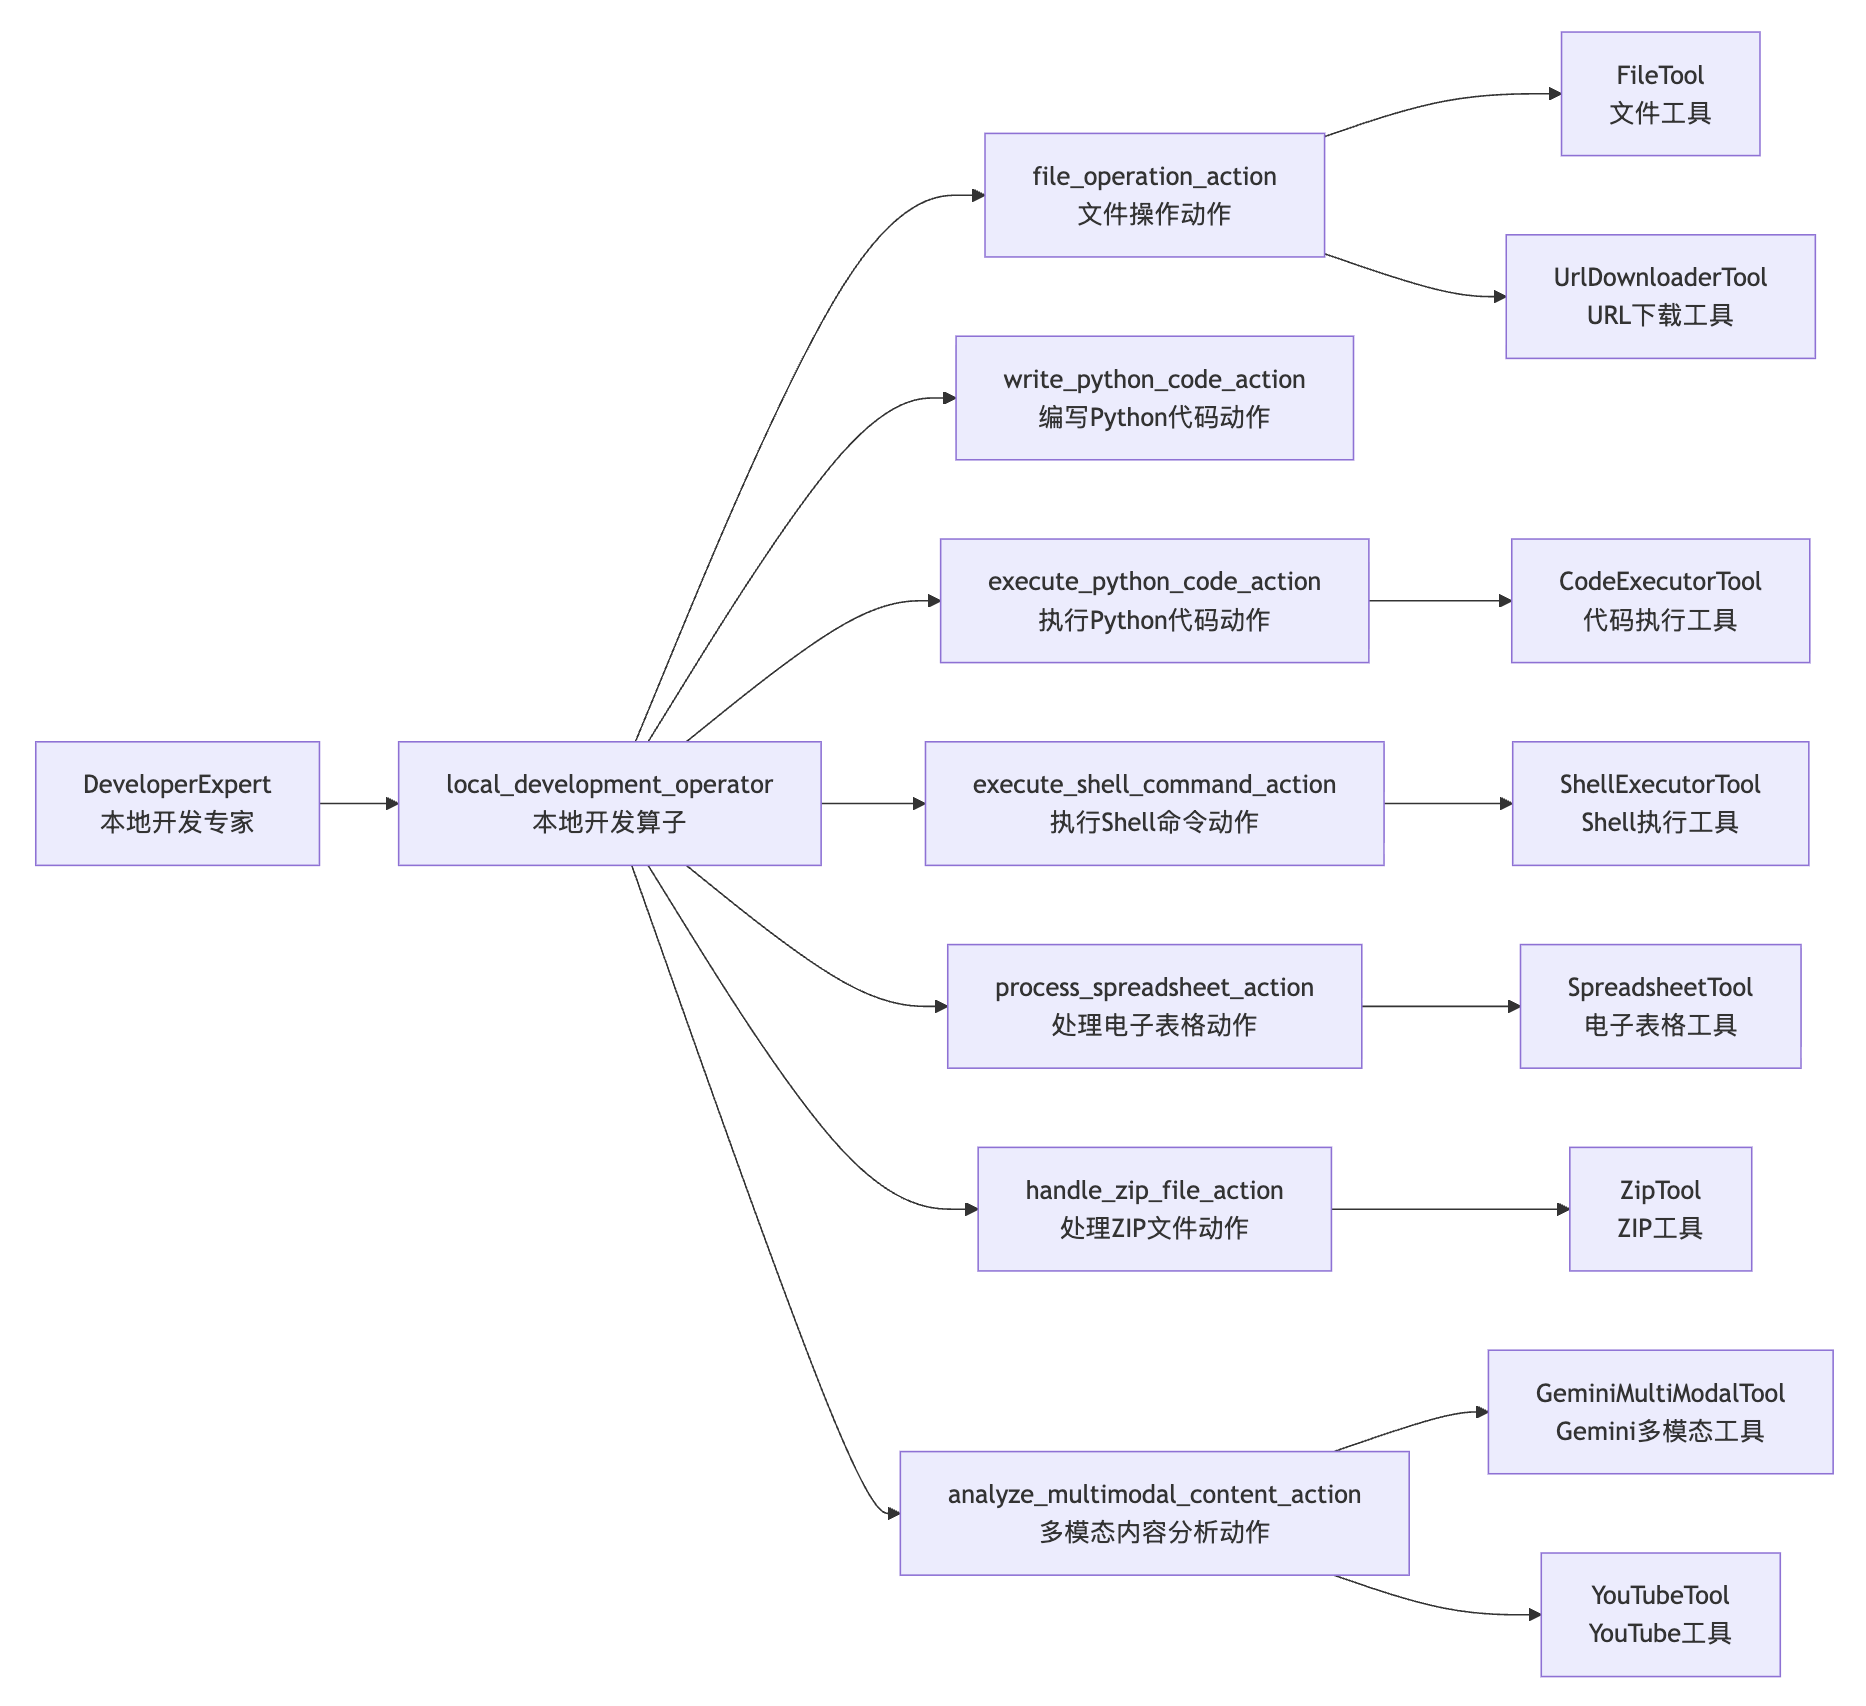 DeveloperExpert
本地开发专家
local_development_operator
本地开发算子
file_operation_action
文件操作动作
FileTool
文件工具
UrlDownloaderTool
URL下载工具
write_python_code_action
编写Python代码动作
execute_python_code_action
执行Python代码动作
CodeExecutorTool
代码执行工具
execute_shell_command_action
执行Shell命令动作
ShellExecutorTool
Shell执行工具
process_spreadsheet_action
处理电子表格动作
SpreadsheetTool
电子表格工具
handle_zip_file_action
处理ZIP文件动作
ZipTool
ZIP工具
analyze_multimodal_content_action
多模态内容分析动作
GeminiMultiModalTool
Gemini多模态工具
YouTubeTool
YouTube工具